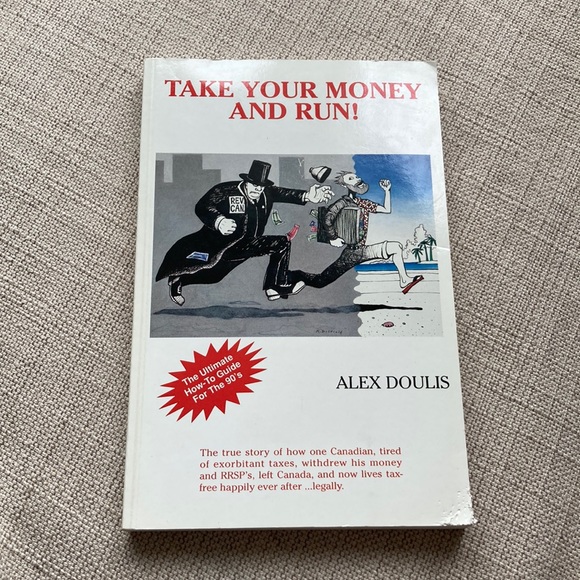 TAKE YOUR MONEY
AND RUN!
REV
CAN
The Ultimate
How-To Guide
For The 90's
ALEX DOULIS
The true story of how one Canadian, tired
of exorbitant taxes, withdrew his money
and RRSP's, left Canada, and now lives tax-
free happily ever after ...legally.